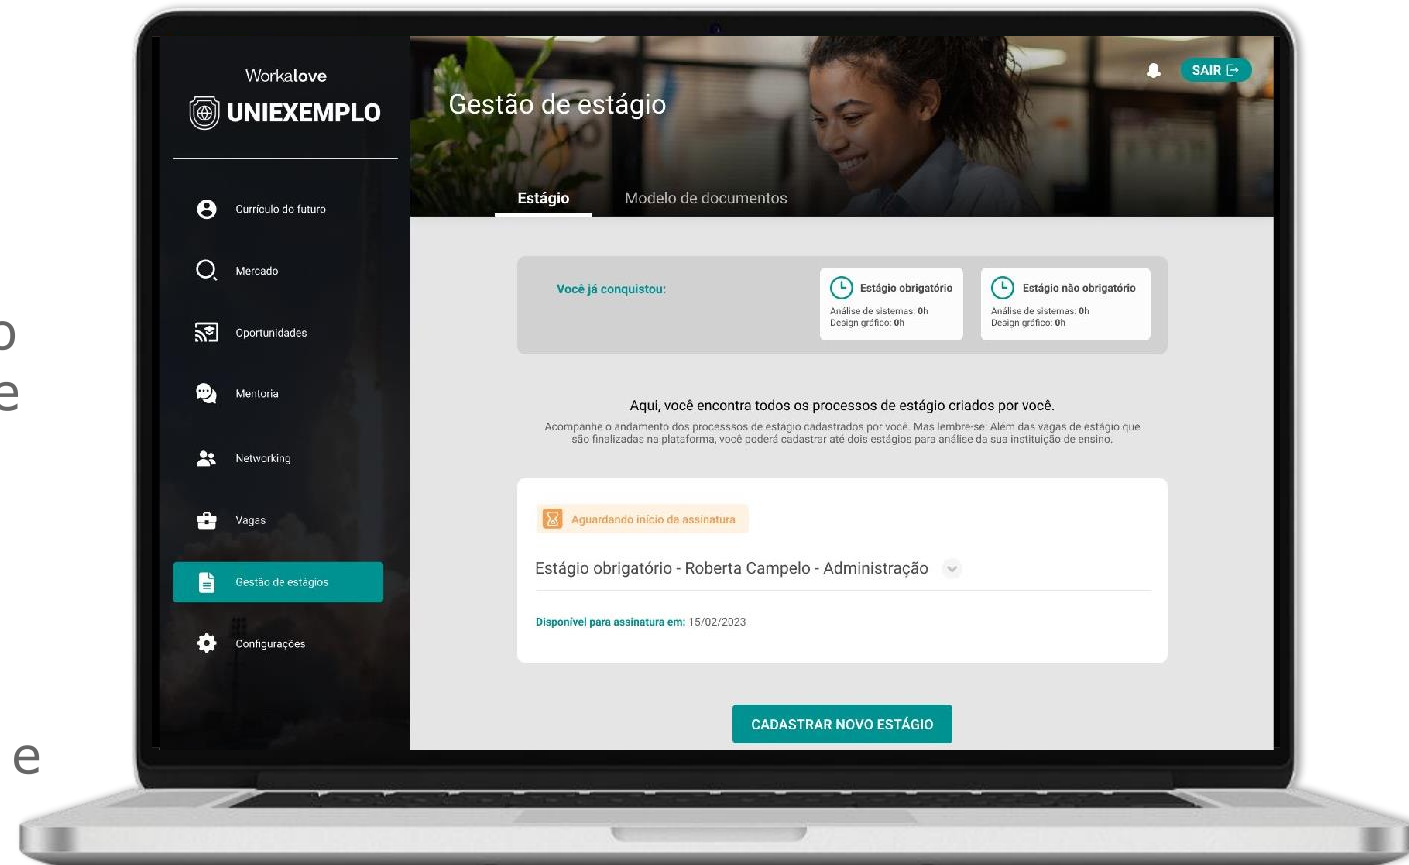 o
e
e
Workalove
UNIEXEMPLO
Currículo do futuro
Mercado
Oportunidades
Mentoria
Networking
Vagas
Gestão de estágios
Configurações
Gestão de estágio
SAIR
Estágio
Modelo de documentos
Você já conquistou:
Estágio obrigatório
Análise de sistemas: 0h
Design gráfico: 0h
Estágio não obrigatório
Análise de sistemas: 0h
Design gráfico: 0h
Aqui, você encontra todos os processos de estágio criados por você.
Acompanhe o andamento dos processsos de estágio cadastrados por você. Mas lembre-se: Além das vagas de estágio que
são finalizadas na plataforma, você poderá cadastrar até dois estágios para análise da sua instituição de ensino.
Aguardando início da assinatura
Estágio obrigatório - Roberta Campelo - Administração
Disponível para assinatura em: 15/02/2023
CADASTRAR NOVO ESTÁGIO